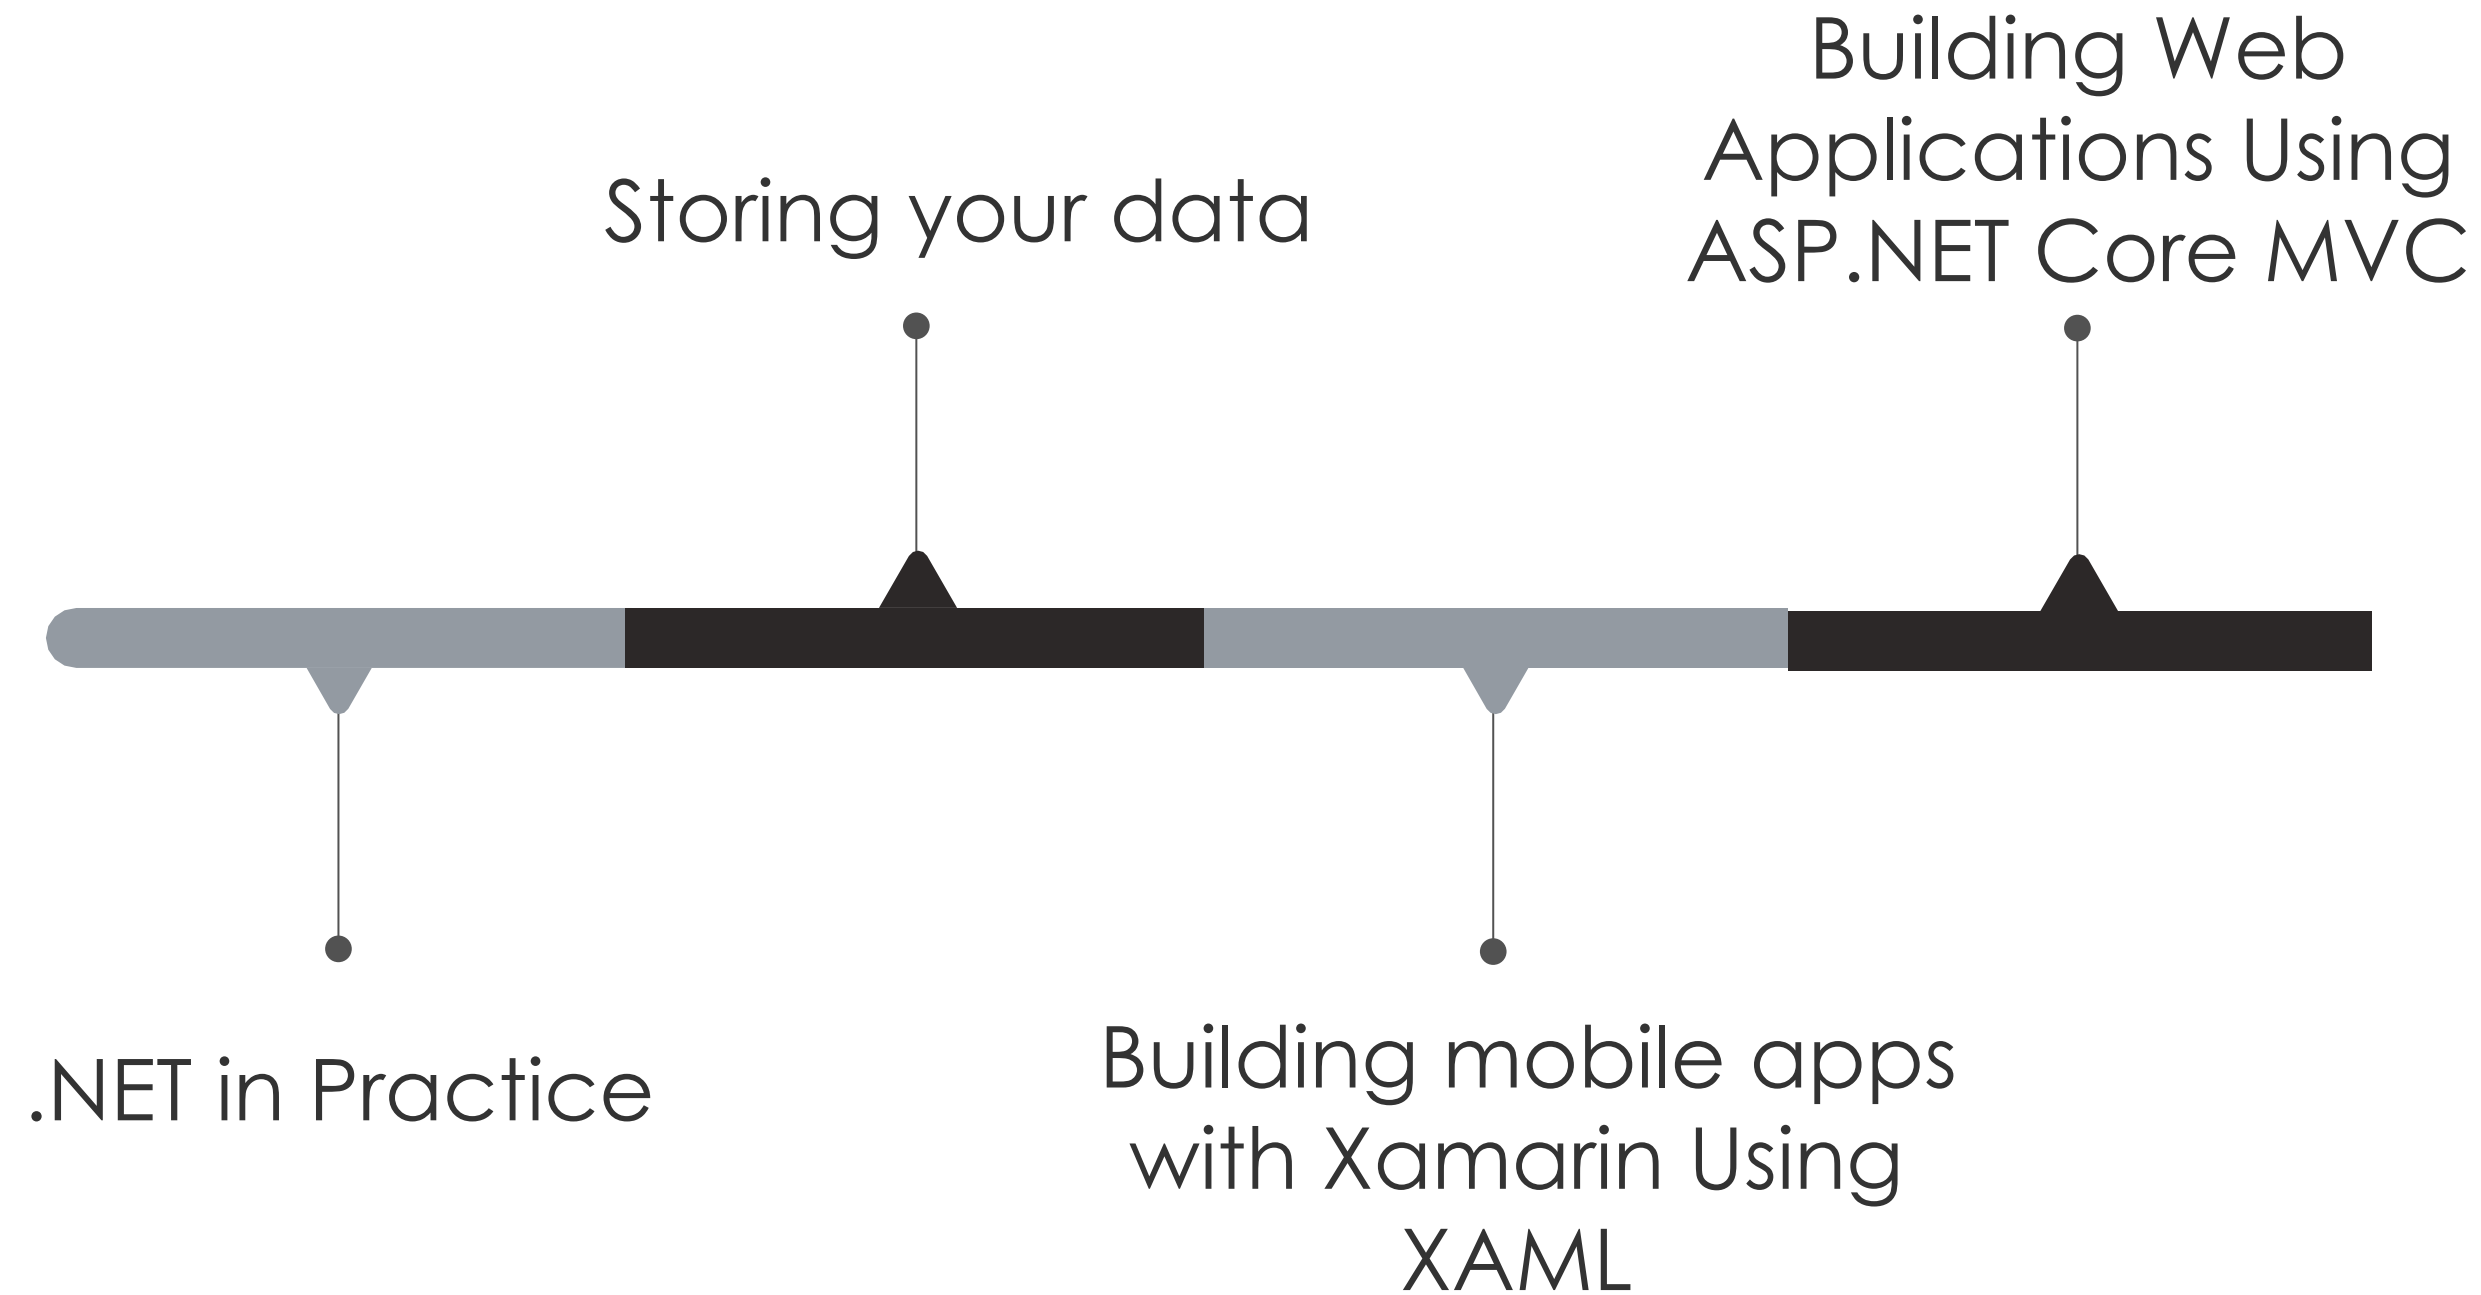 Building Web
Applications Using
ASP.NET Core MVC
Storing your data
.NET in Practice
Building mobile apps
with Xamarin Using
XAML